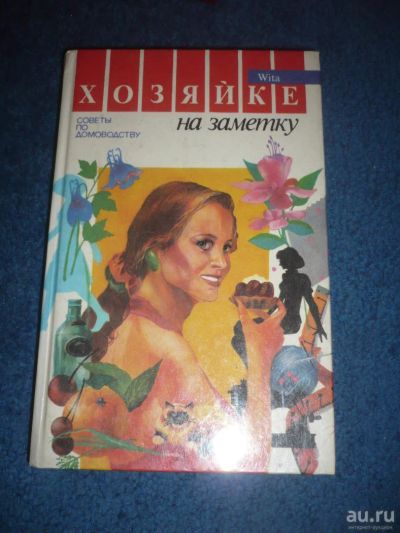 Wita
ХОЗЯЙКЕ
на заметку
СОВЕТЫ
ПО
ДОМОВОДСТВУ
au.ru
интернет-аукцион